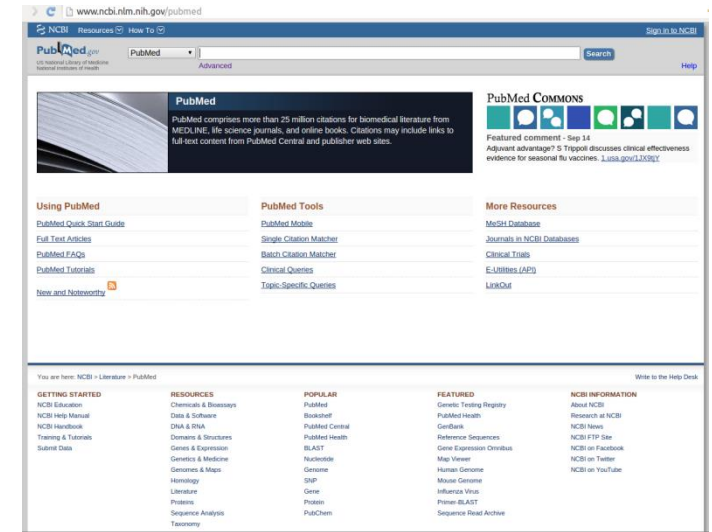 www.ncbi.nlm.nih.gov/pubmed
NCBI Resources How To Sign in to NCBI
PubMed.gov
US National Library of Medicine
National Institutes of Health
PubMed
Search
Advanced
Help
PubMed
PubMed comprises more than 25 million citations for biomedical literature from
MEDLINE, life science journals, and online books. Citations may include links to
full-text content from PubMed Central and publisher web sites.
PubMed Commons
Featured comment - Sep 14
Adjuvant advantage? S Trippoli discusses clinical effectiveness
evidence for seasonal flu vaccines.
Using PubMed
PubMed Quick Start Guide
Full Text Articles
PubMed FAQs
PubMed Tutorials
New and Noteworthy
PubMed Tools
PubMed Mobile
Single Citation Matcher
Batch Citation Matcher
Clinical Queries
Topic-Specific Queries
More Resources
MeSH Database
Journals in NCBI Databases
Clinical Trials
E-Utilities (API)
LinkOut
You are here: NCBI > Literature > PubMed
Write to the Help Desk
GETTING STARTED
NCBI Education
NCBI Help Manual
NCBI Handbook
Training & Tutorials
Submit Data
RESOURCES
Chemicals & Bioassays
Data & Software
DNA & RNA
Domains & Structures
Genes & Expression
Genetics & Medicine
Genomes & Maps
Homology
Literature
Proteins
Sequence Analysis
Taxonomy
POPULAR
PubMed
Bookshelf
PubMed Central
PubMed Health
BLAST
Nucleotide
Genome
SNP
Gene
Protein
PubChem
FEATURED
Genetic Testing Registry
PubMed Health
GenBank
Reference Sequences
Gene Expression Omnibus
Map Viewer
Human Genome
Mouse Genome
Influenza Virus
Primer-BLAST
Sequence Read Archive
NCBI INFORMATION
About NCBI
Research at NCBI
NCBI News
NCBI FTP Site
NCBI on Facebook
NCBI on Twitter
NCBI on YouTube